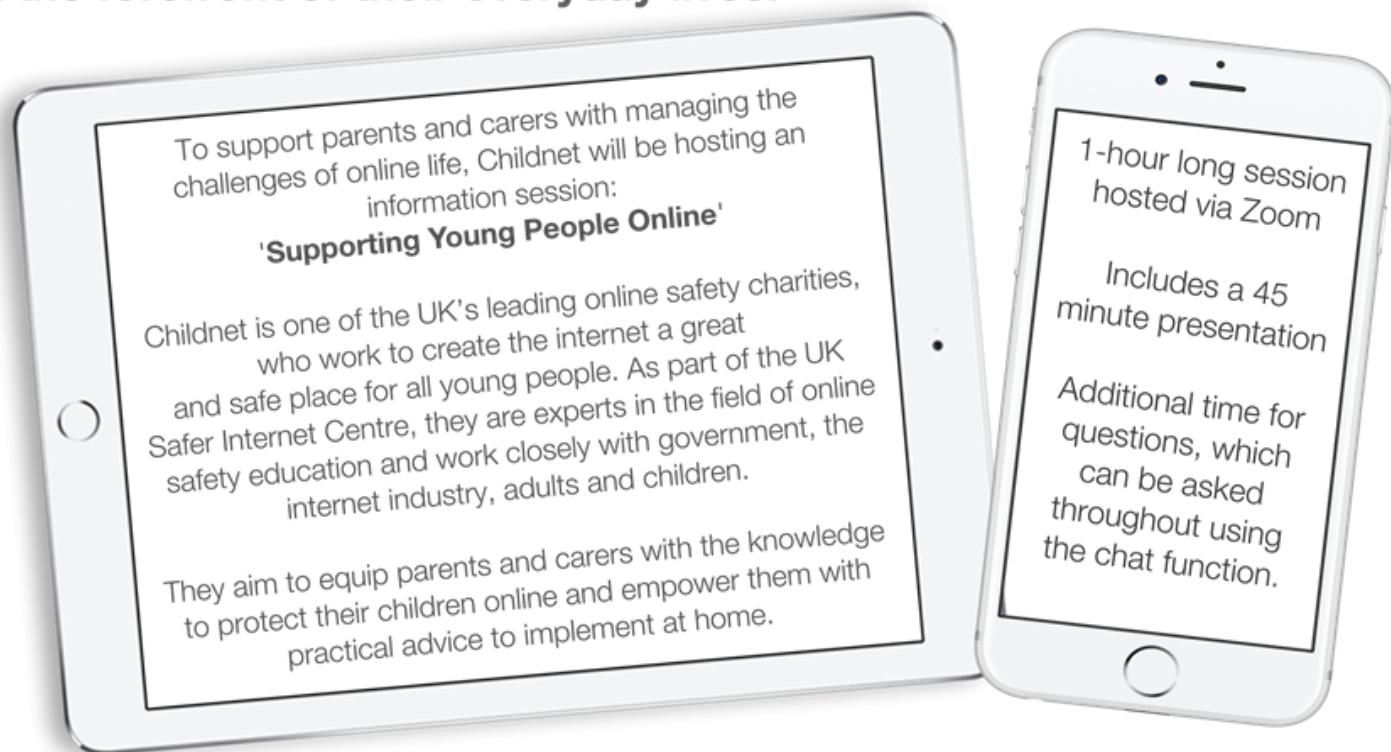 To support parents and carers with managing the
challenges of online life, Childnet will be hosting an
information session:
'Supporting Young People Online'
Childnet is one of the UK's leading online safety charities,
who work to create the internet a great
and safe place for all young people. As part of the UK
Safer Internet Centre, they are experts in the field of online
safety education and work closely with government, the
internet industry, adults and children.
They aim to equip parents and carers with the knowledge
to protect their children online and empower them with
practical advice to implement at home.
1-hour long session
hosted via Zoom
Includes a 45
minute presentation
Additional time for
questions, which
can be asked
throughout using
the chat function.